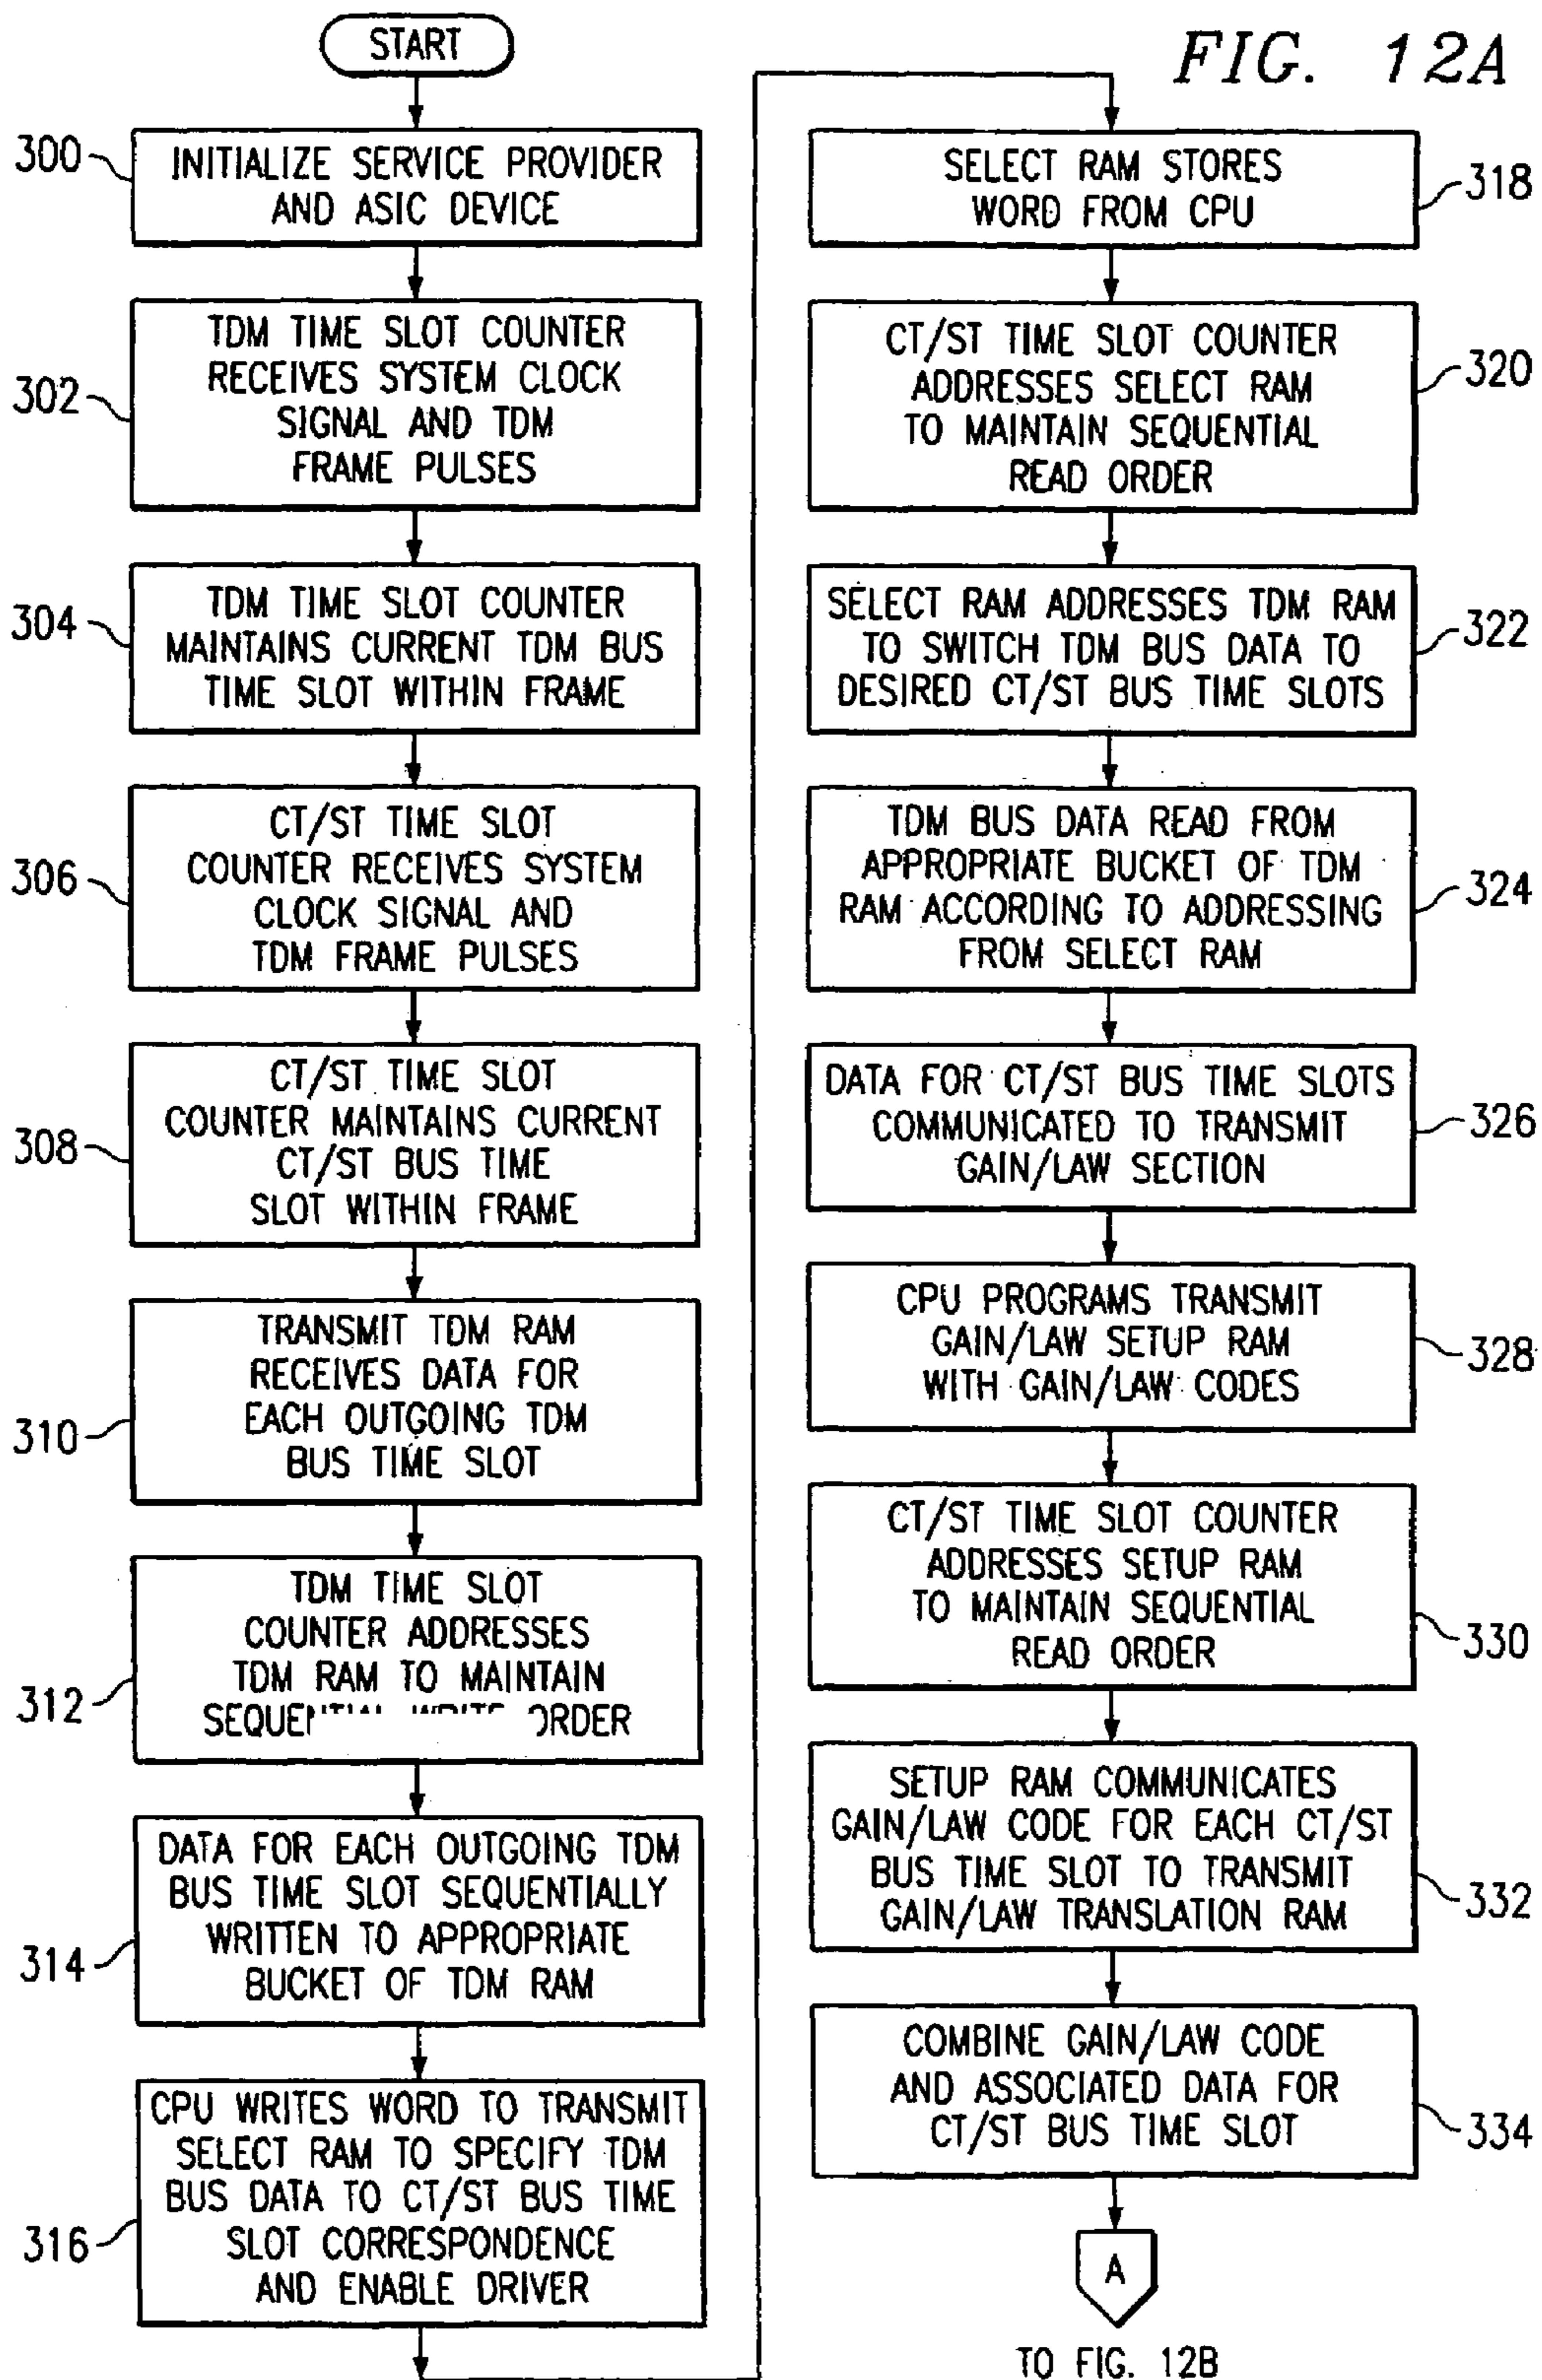 FIG. 12A
START
300
INITIALIZE SERVICE PROVIDER
AND ASIC DEVICE
302
TDM TIME SLOT COUNTER
RECEIVES SYSTEM CLOCK
SIGNAL AND TDM
FRAME PULSES
304
TDM TIME SLOT COUNTER
MAINTAINS CURRENT TDM BUS
TIME SLOT WITHIN FRAME
306
CT/ST TIME SLOT
COUNTER RECEIVES SYSTEM
CLOCK SIGNAL AND
TDM FRAME PULSES
308
CT/ST TIME SLOT
COUNTER MAINTAINS CURRENT
CT/ST BUS TIME
SLOT WITHIN FRAME
310
TRANSMIT TDM RAM
RECEIVES DATA FOR
EACH OUTGOING TDM
BUS TIME SLOT
312
TDM TIME SLOT
COUNTER ADDRESSES
TDM RAM TO MAINTAIN
ORDER
314
DATA FOR EACH OUTGOING TDM
BUS TIME SLOT SEQUENTIALLY
WRITTEN TO APPROPRIATE
BUCKET OF TDM RAM
316
CPU WRITES WORD TO TRANSMIT
SELECT RAM TO SPECIFY TDM
BUS DATA TO CT/ST BUS TIME
SLOT CORRESPONDENCE
AND ENABLE DRIVER
SELECT RAM STORES
WORD FROM CPU
318
CT/ST TIME SLOT COUNTER
ADDRESSES SELECT RAM
TO MAINTAIN SEQUENTIAL
READ ORDER
320
SELECT RAM ADDRESSES TDM RAM
TO SWITCH TDM BUS DATA TO
DESIRED CT/ST BUS TIME SLOTS
322
TDM BUS DATA READ FROM
APPROPRIATE BUCKET OF TDM
RAM ACCORDING TO ADDRESSING
FROM SELECT RAM
324
DATA FOR CT/ST BUS TIME SLOTS
COMMUNICATED TO TRANSMIT
GAIN/LAW SECTION
326
CPU PROGRAMS TRANSMIT
GAIN/LAW SETUP RAM
WITH GAIN/LAW CODES
328
CT/ST TIME SLOT COUNTER
ADDRESSES SETUP RAM
TO MAINTAIN SEQUENTIAL
READ ORDER
330
SETUP RAM COMMUNICATES
GAIN/LAW CODE FOR EACH CT/ST
BUS TIME SLOT TO TRANSMIT
GAIN/LAW TRANSLATION RAM
332
COMBINE GAIN/LAW CODE
AND ASSOCIATED DATA FOR
CT/ST BUS TIME SLOT
334
A
TO FIG. 12B